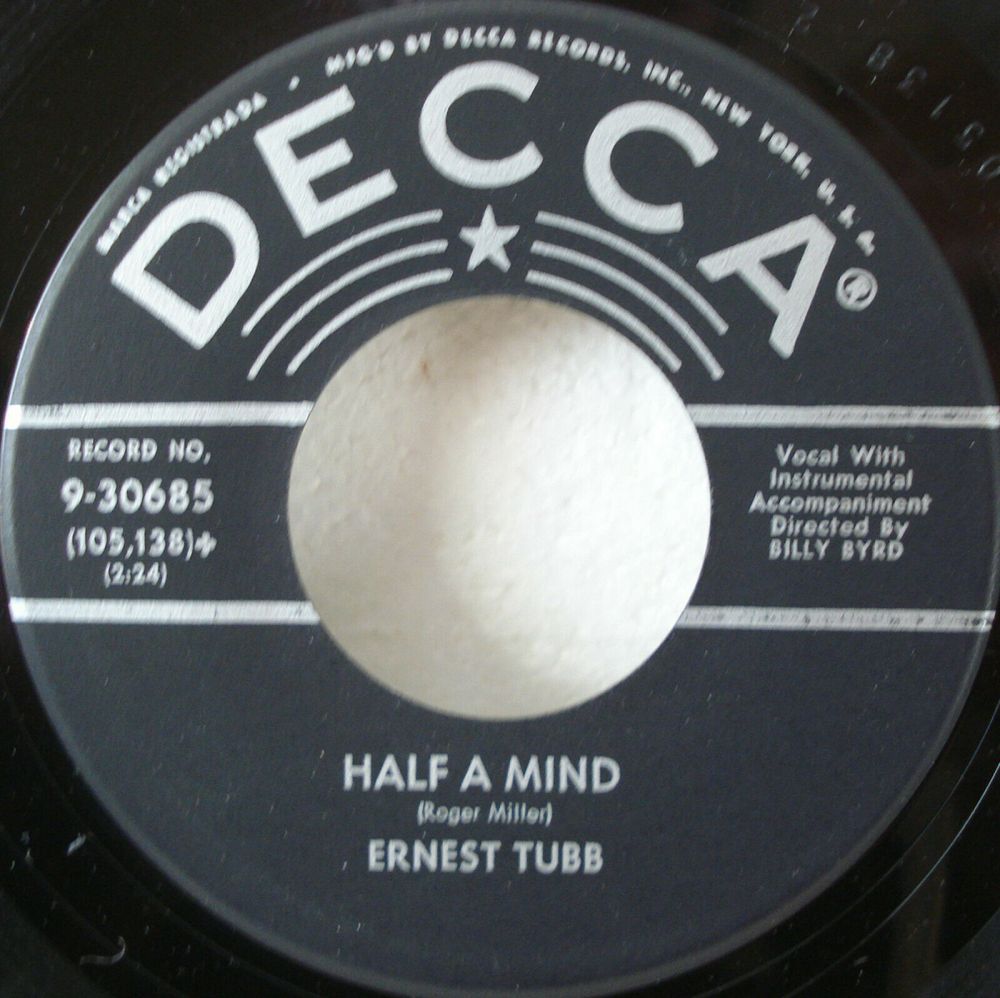 MARCA REGISTRADA • MFG'D BY DECCA RECORDS, INC., NEW YORK, U. S. A.
DECCA®
RECORD NO.
9-30685
(105,138)+
(2:24)
Vocal With
Instrumental
Accompaniment
Directed By
BILLY BYRD
HALF A MIND
(Roger Miller)
ERNEST TUBB